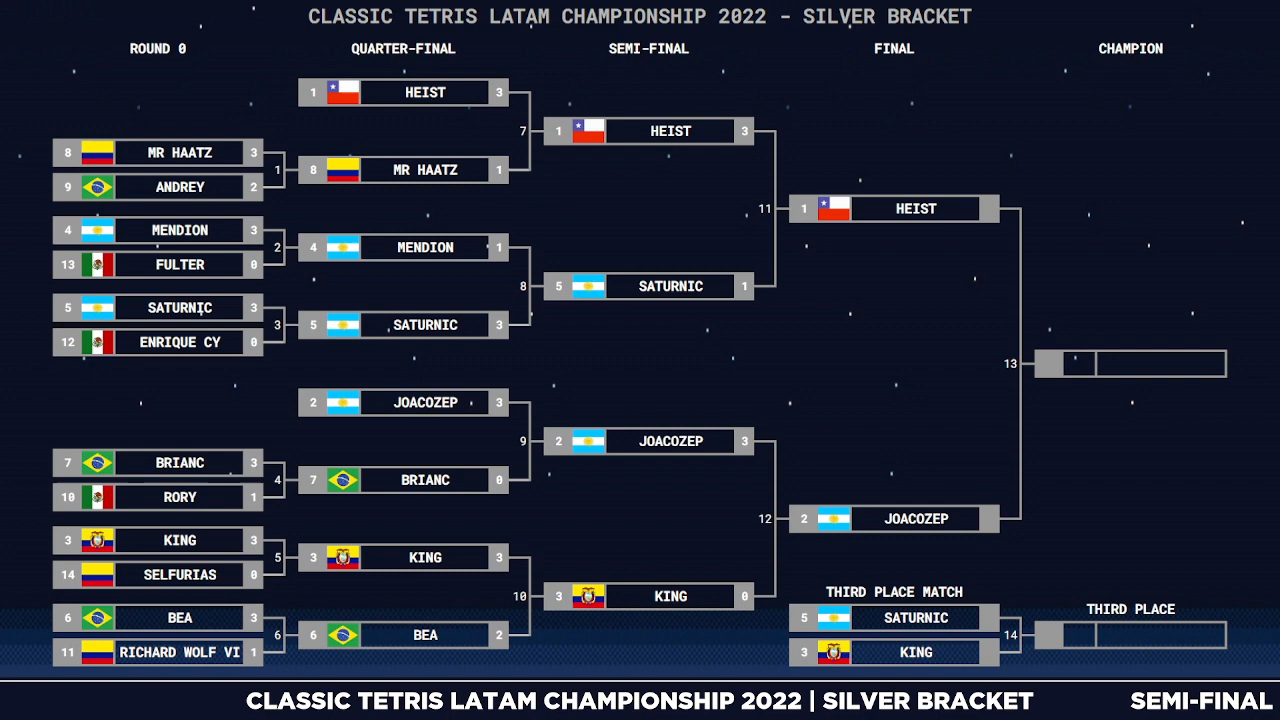 CLASSIC TETRIS LATAM CHAMPIONSHIP 2022 - SILVER BRACKET
ROUND 0
QUARTER-FINAL
SEMI-FINAL
FINAL
CHAMPION
8 MR HAATZ 3
9 ANDREY 2
1
4 MENDION 3
13 FULTER 0
2
5 SATURNIC 3
12 ENRIQUE CY 0
3
7 BRIANC 3
10 RORY 1
4
3 KING 3
14 SELFURIAS 0
5
6 BEA 3
11 RICHARD WOLF VI 1
6
1 HEIST 3
8 MR HAATZ 1
7
4 MENDION 1
5 SATURNIC 3
8
2 JOACOZEP 3
7 BRIANC 0
9
3 KING 3
6 BEA 2
10
1 HEIST 3
5 SATURNIC 1
11
2 JOACOZEP 3
3 KING 0
12
1 HEIST
2 JOACOZEP
13
THIRD PLACE MATCH
5 SATURNIC
3 KING
14
THIRD PLACE
CLASSIC TETRIS LATAM CHAMPIONSHIP 2022 | SILVER BRACKET
SEMI-FINAL